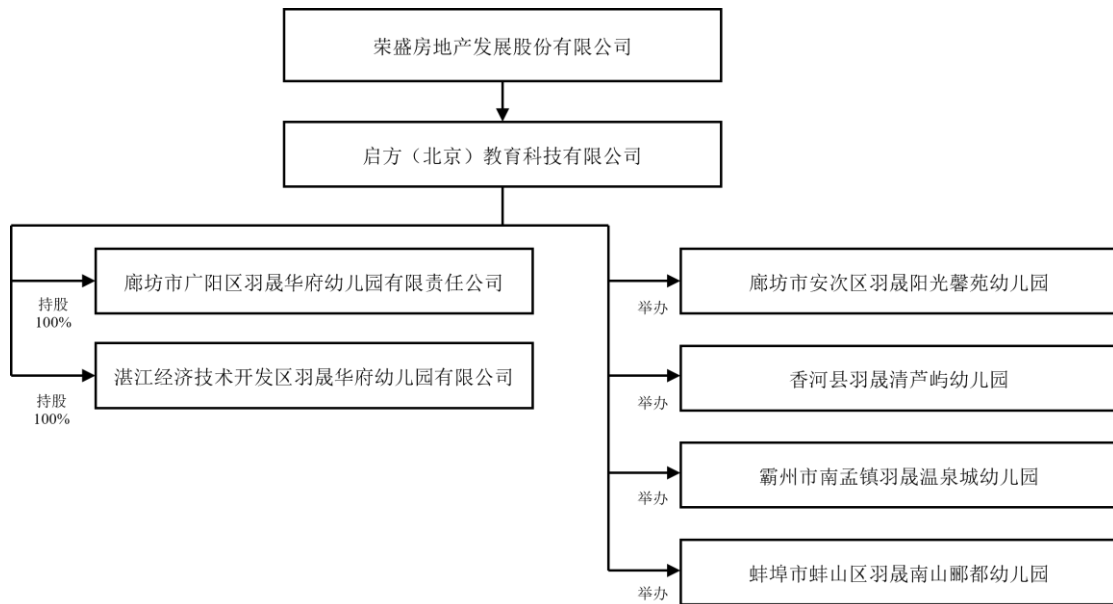 荣盛房地产发展股份有限公司
启方（北京）教育科技有限公司
廊坊市广阳区羽晟华府幼儿园有限责任公司
持股
100%
湛江经济技术开发区羽晟华府幼儿园有限公司
持股
100%
廊坊市安次区羽晟阳光馨苑幼儿园
举办
香河县羽晟清芦屿幼儿园
举办
霸州市南孟镇羽晟温泉城幼儿园
举办
蚌埠市蚌山区羽晟南山郦都幼儿园
举办